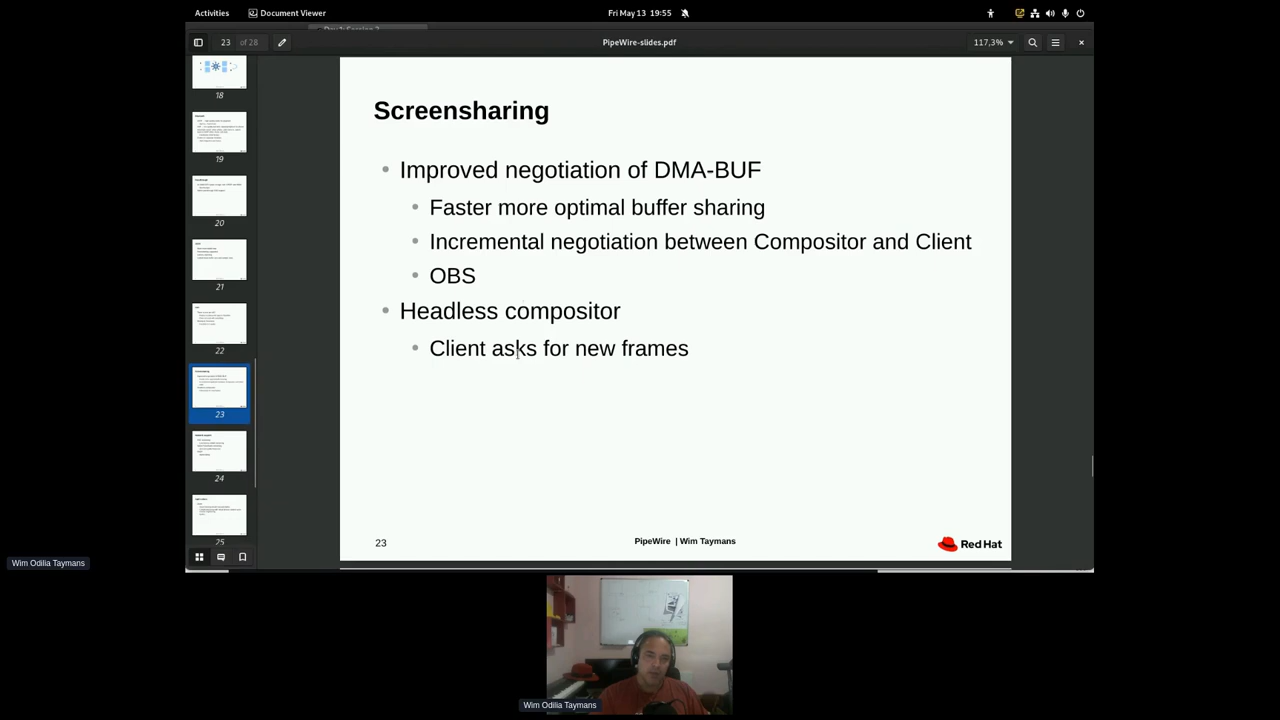 Activities
Document Viewer
Fri May 13 19:55
23 of 28
PipeWire-slides.pdf
117,3%
18
19
20
21
22
23
24
25
Screensharing
Improved negotiation of DMA-BUF
Faster more optimal buffer sharing
Incremental negotiation between Compositor and Client
OBS
Headless compositor
Client asks for new frames
23
PipeWire | Wim Taymans
Red Hat
Wim Odilia Taymans
Wim Odilia Taymans